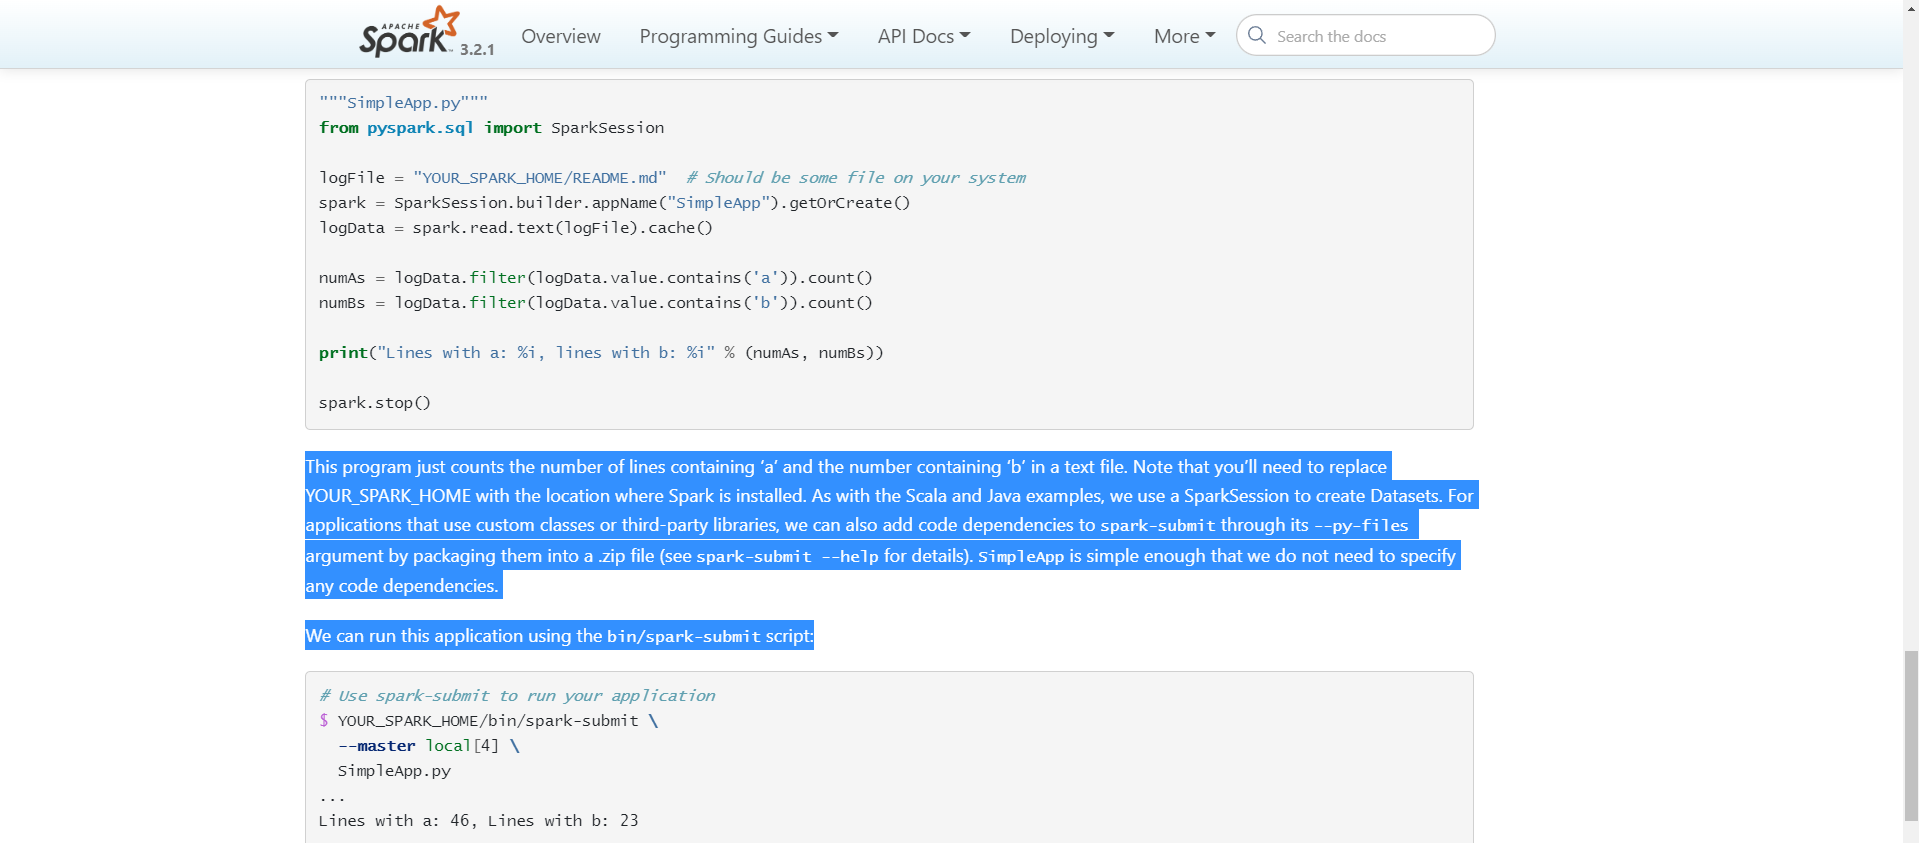 APACHE
Spark™ 3.2.1 Overview Programming Guides API Docs Deploying More Search the docs
"""SimpleApp.py"""
from pyspark.sql import SparkSession
logFile = "YOUR_SPARK_HOME/README.md"  # Should be some file on your system
spark = SparkSession.builder.appName("SimpleApp").getOrCreate()
logData = spark.read.text(logFile).cache()
numAs = logData.filter(logData.value.contains('a')).count()
numBs = logData.filter(logData.value.contains('b')).count()
print("Lines with a: %i, lines with b: %i" % (numAs, numBs))
spark.stop()
This program just counts the number of lines containing ‘a’ and the number containing ‘b’ in a text file. Note that you’ll need to replace
YOUR_SPARK_HOME with the location where Spark is installed. As with the Scala and Java examples, we use a SparkSession to create Datasets. For
applications that use custom classes or third-party libraries, we can also add code dependencies to spark-submit through its --py-files
argument by packaging them into a .zip file (see spark-submit --help for details). SimpleApp is simple enough that we do not need to specify
any code dependencies.
We can run this application using the bin/spark-submit script:
# Use spark-submit to run your application
$ YOUR_SPARK_HOME/bin/spark-submit \
--master local[4] \
SimpleApp.py
...
Lines with a: 46, Lines with b: 23